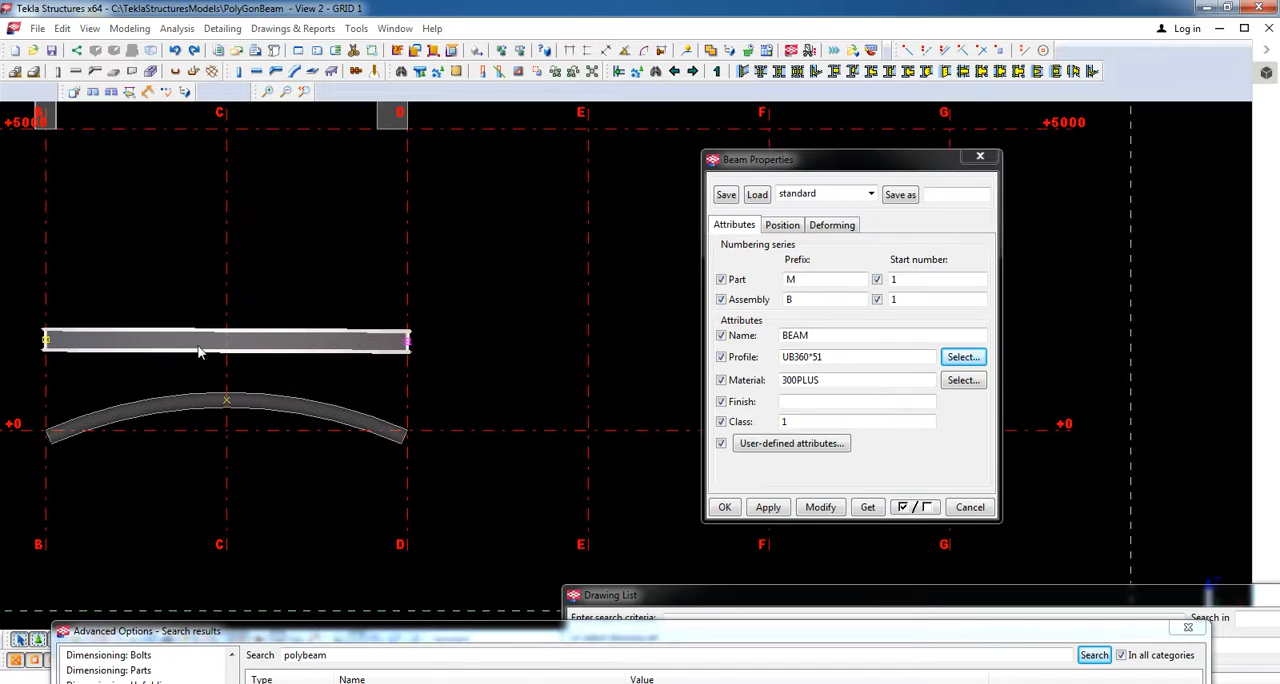 Tekla Structures x64 - C:\TeklaStructuresModels\PolyGonBeam - View 2 - GRID 1
File Edit View Modeling Analysis Detailing Drawings & Reports Tools Window Help Log in
C D E F G
+5000 +5000
Beam Properties
Save Load standard Save as
Attributes Position Deforming
Numbering series
Prefix: Start number:
Part M 1
Assembly B 1
Attributes
Name: BEAM
Profile: UB360*51 Select...
Material: 300PLUS Select...
Finish:
Class: 1
User-defined attributes...
OK Apply Modify Get / Cancel
+0 +0
B C D E F G
Drawing List
Enter search criteria: Search in
Advanced Options - Search results
Dimensioning: Bolts
Dimensioning: Parts
Search polybeam Search In all categories
Type Name Value